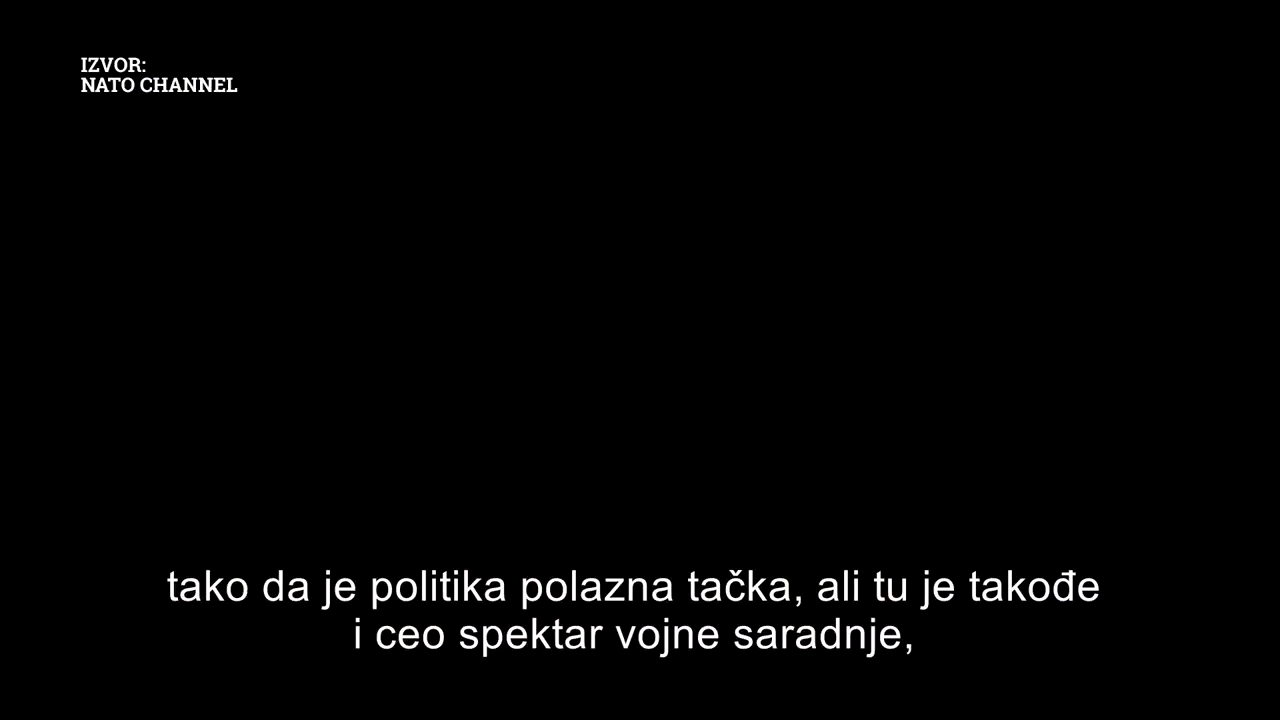 IZVOR:
NATO CHANNEL
tako da je politika polazna tačka, ali tu je takođe
i ceo spektar vojne saradnje,